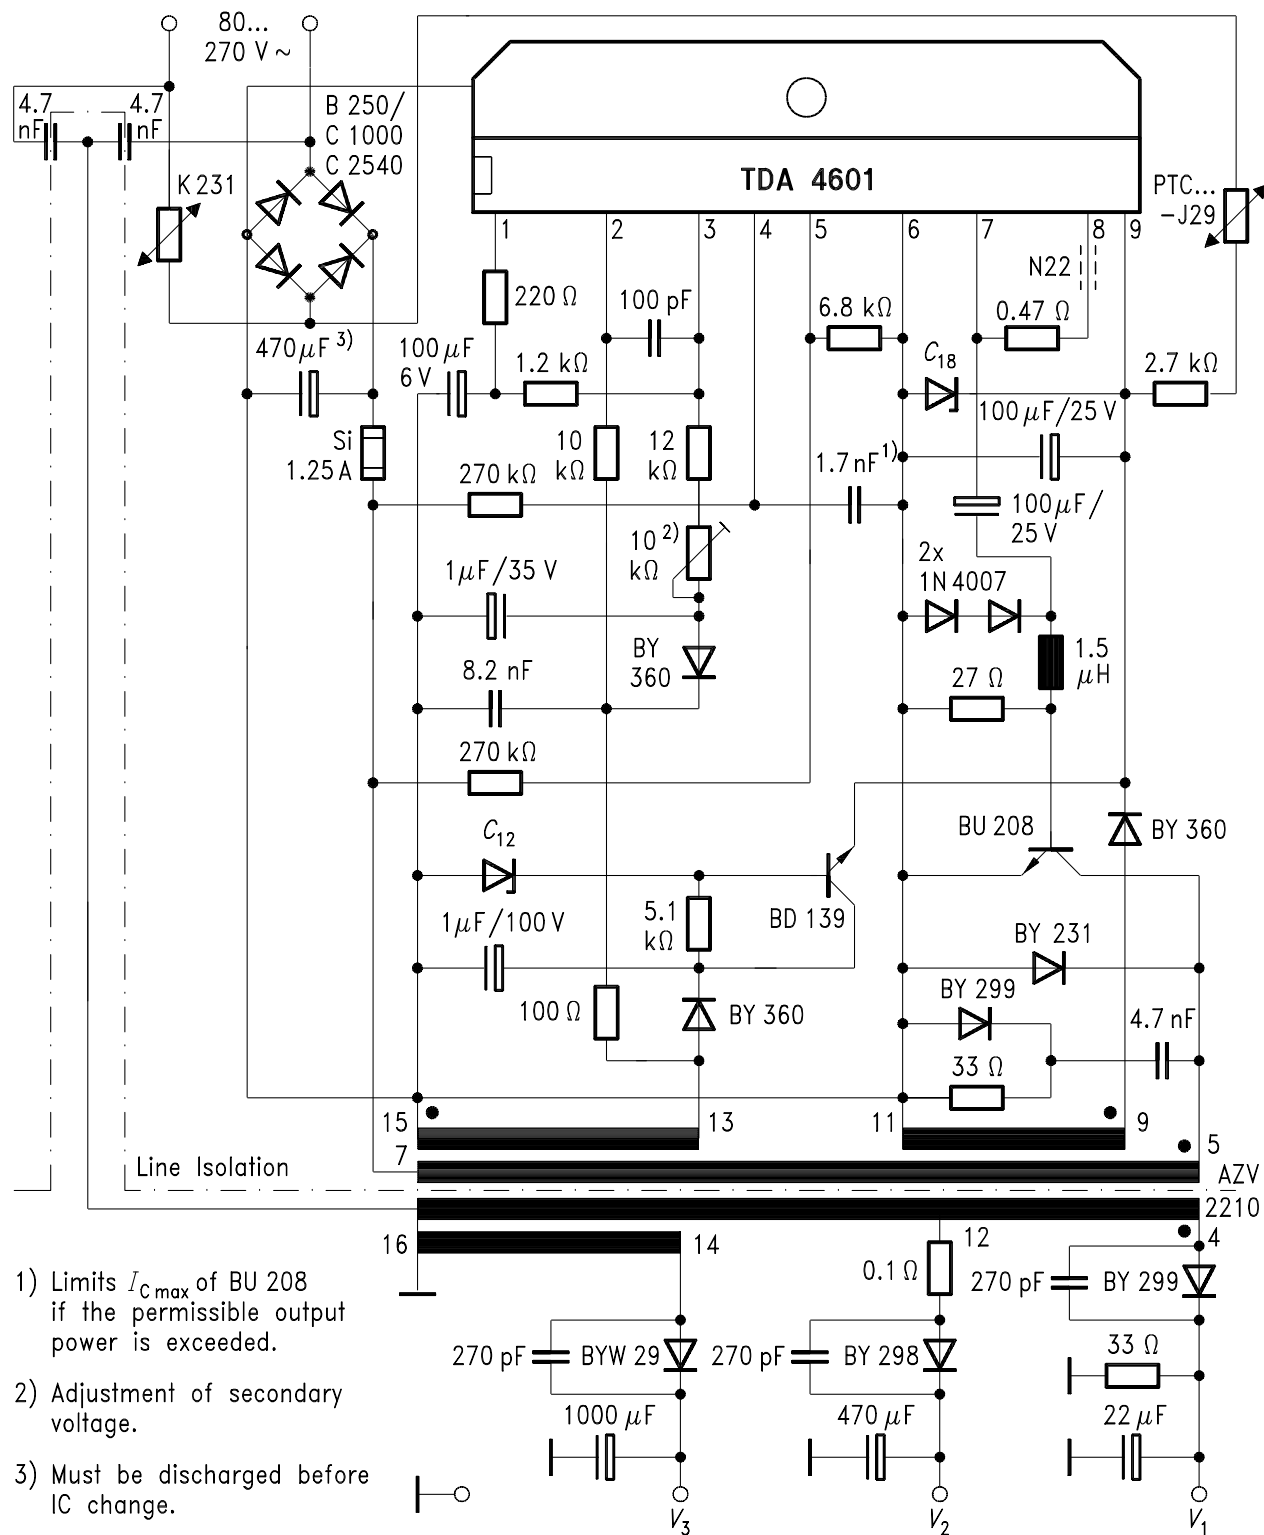 80...
270 V ~
4.7
nF
4.7
nF
B 250/
C 1000
C 2540
K 231
TDA 4601
PTC...
-J29
1
2
3
4
5
6
7
8
9
N22
220 Ω
100 pF
6.8 kΩ
0.47 Ω
470 μF 3)
100 μF
6 V
1.2 kΩ
C18
2.7 kΩ
100 μF/25 V
Si
1.25 A
10
kΩ
12
kΩ
1.7 nF 1)
270 kΩ
100 μF/
25 V
10 2)
kΩ
2x
1N 4007
1 μF/35 V
BY
360
1.5
μH
8.2 nF
27 Ω
270 kΩ
C12
BU 208
BY 360
5.1
kΩ
BD 139
1 μF/100 V
BY 231
BY 299
100 Ω
BY 360
4.7 nF
33 Ω
15
13
11
9
7
5
Line Isolation
AZV
2210
16
14
12
4
0.1 Ω
270 pF
BY 299
1) Limits IC max of BU 208
if the permissible output
power is exceeded.
270 pF
BYW 29
270 pF
BY 298
33 Ω
2) Adjustment of secondary
voltage.
1000 μF
470 μF
22 μF
3) Must be discharged before
IC change.
V3
V2
V1